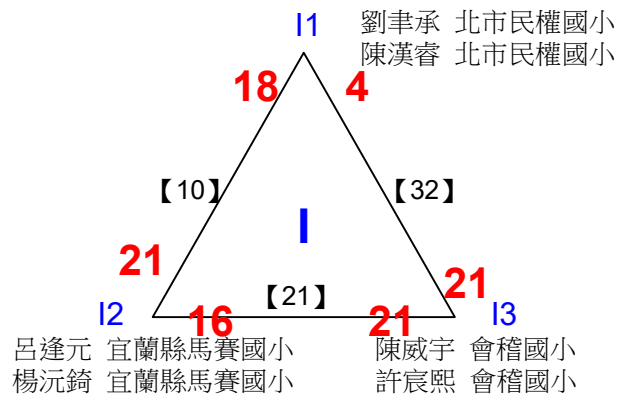 I1
劉聿承 北市民權國小
陳漢睿 北市民權國小
18 4
【10】 【32】
I
21 21
【21】
I2 16 21 I3
呂逢元 宜蘭縣馬賽國小 陳威宇 會稽國小
楊沅錡 宜蘭縣馬賽國小 許宸熙 會稽國小